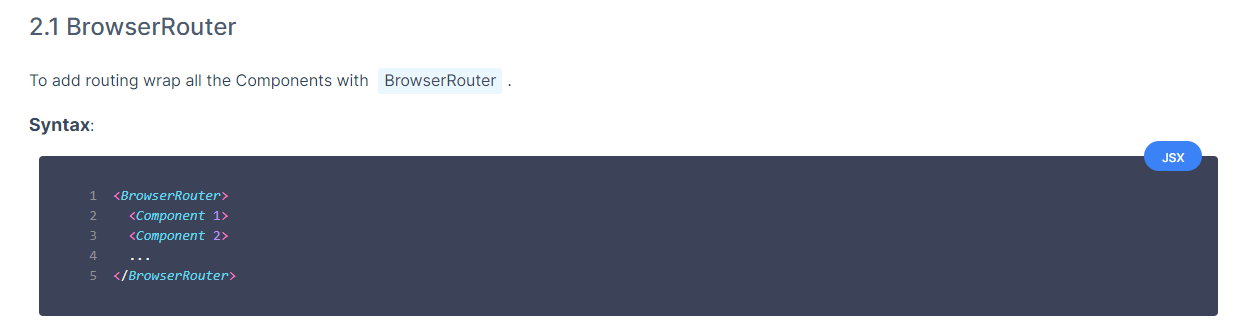 2.1 BrowserRouter
To add routing wrap all the Components with BrowserRouter .
Syntax:
JSX
1 <BrowserRouter>
2   <Component 1>
3   <Component 2>
4   ...
5 </BrowserRouter>